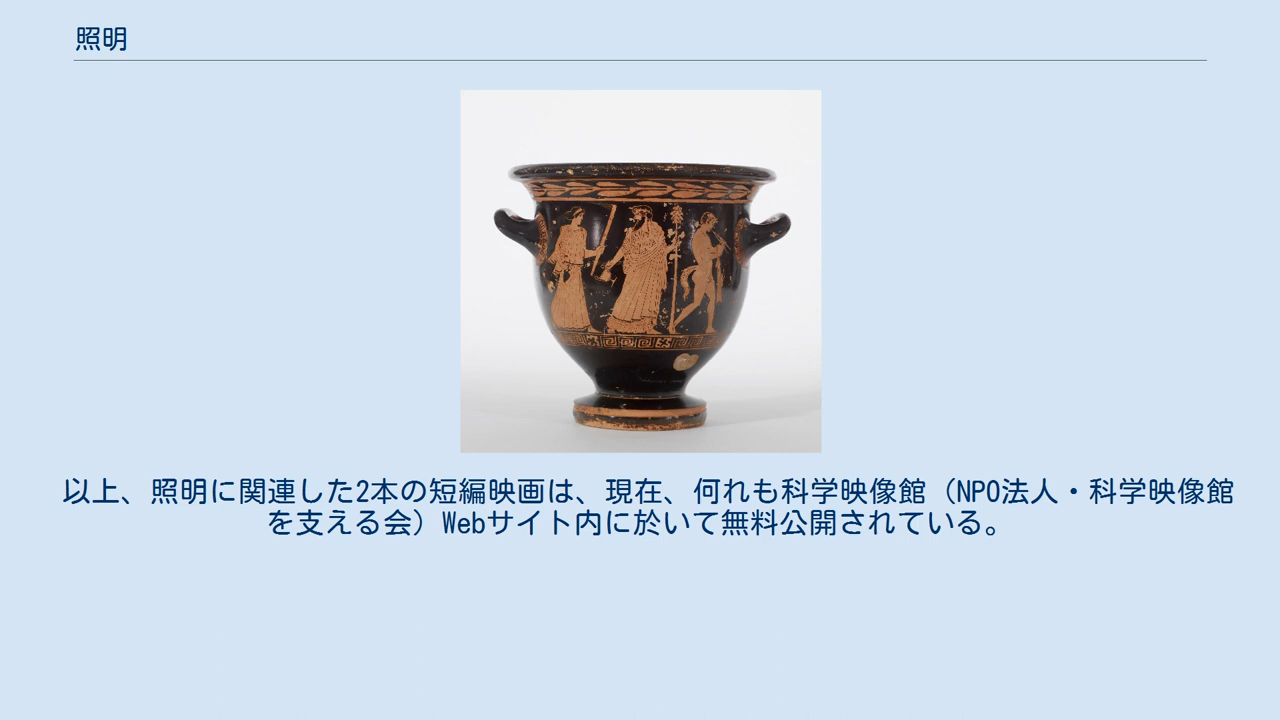 照明
以上、照明に関連した2本の短編映画は、現在、何れも科学映像館（NPO法人・科学映像館
を支える会）Webサイト内に於いて無料公開されている。